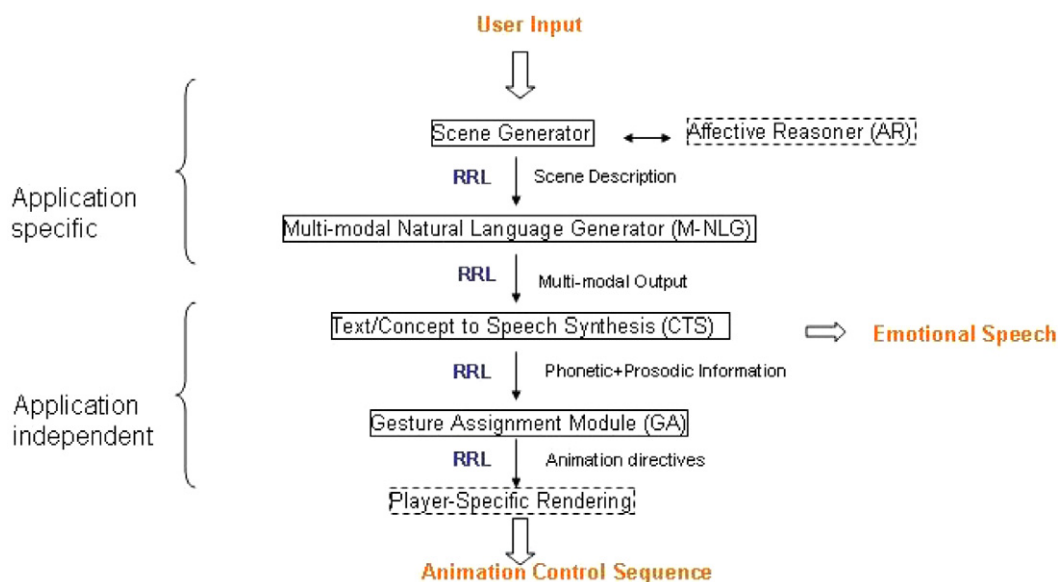 User Input
Scene Generator
Affective Reasoner (AR)
RRL
Scene Description
Application
specific
Multi-modal Natural Language Generator (M-NLG)
RRL
Multi-modal Output
Text/Concept to Speech Synthesis (CTS)
Emotional Speech
RRL
Phonetic+Prosodic Information
Application
independent
Gesture Assignment Module (GA)
RRL
Animation directives
Player-Specific Rendering
Animation Control Sequence